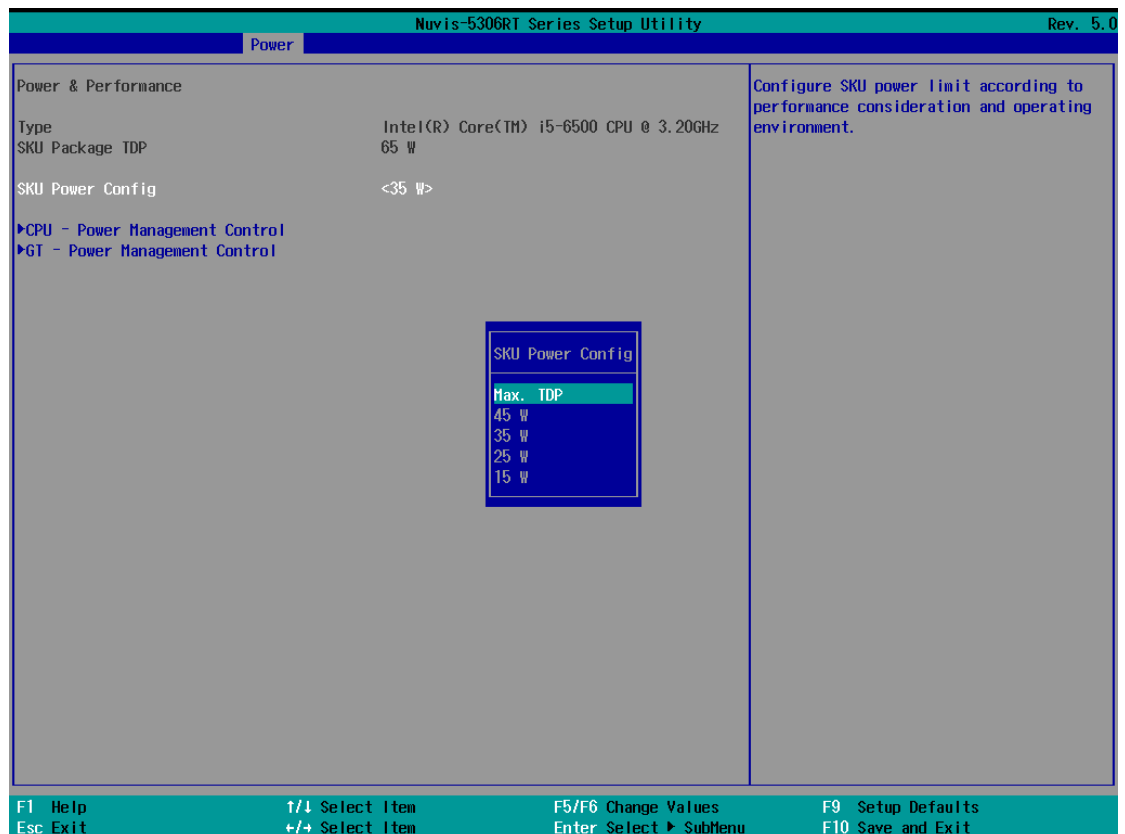 Nuvis-5306RT Series Setup Utility Rev. 5.0
Power
Power & Performance
Type Intel(R) Core(TM) i5-6500 CPU @ 3.20GHz
SKU Package TDP 65 W
SKU Power Config <35 W>
▶CPU - Power Management Control
▶GT - Power Management Control
Configure SKU power limit according to
performance consideration and operating
environment.
SKU Power Config
Max. TDP
45 W
35 W
25 W
15 W
F1 Help ↑/↓ Select Item F5/F6 Change Values F9 Setup Defaults
Esc Exit ←/→ Select Item Enter Select ▶ SubMenu F10 Save and Exit